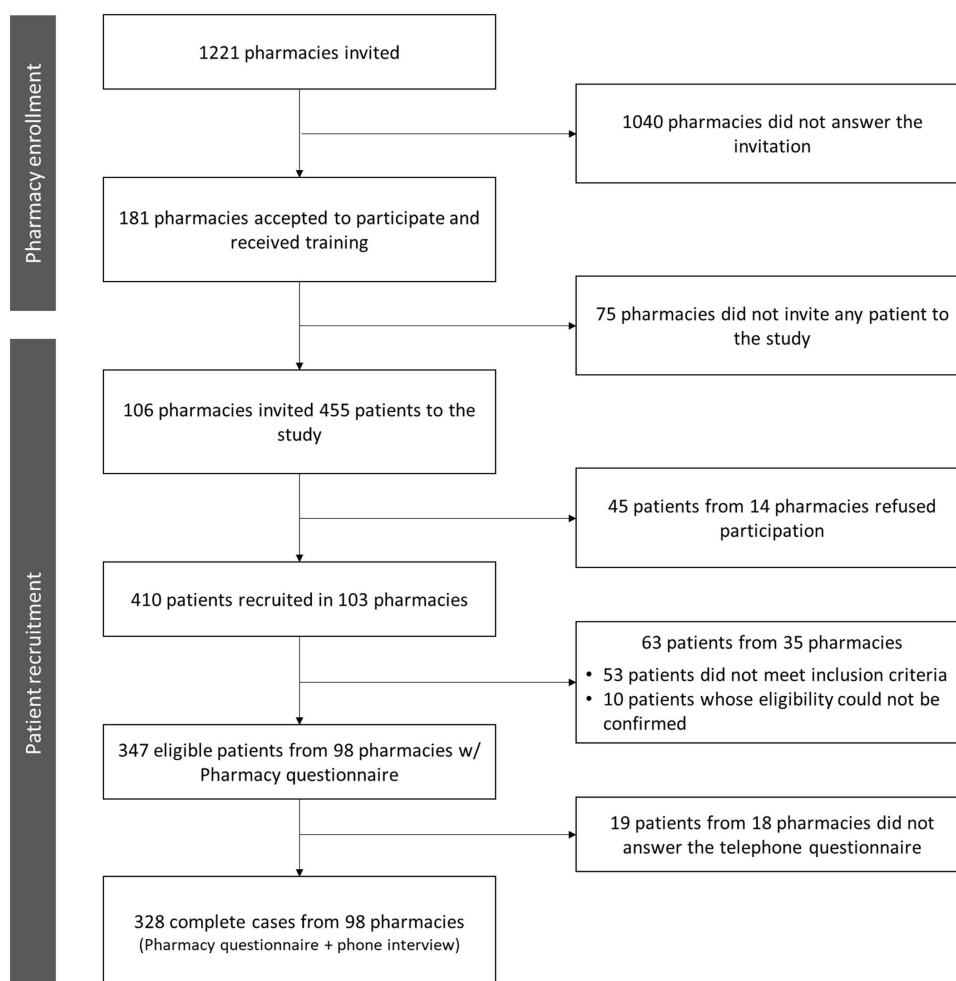 Pharmacy enrollment
1221 pharmacies invited
1040 pharmacies did not answer the
invitation
181 pharmacies accepted to participate and
received training
75 pharmacies did not invite any patient to
the study
Patient recruitment
106 pharmacies invited 455 patients to the
study
45 patients from 14 pharmacies refused
participation
410 patients recruited in 103 pharmacies
63 patients from 35 pharmacies
• 53 patients did not meet inclusion criteria
• 10 patients whose eligibility could not be
confirmed
347 eligible patients from 98 pharmacies w/
Pharmacy questionnaire
19 patients from 18 pharmacies did not
answer the telephone questionnaire
328 complete cases from 98 pharmacies
(Pharmacy questionnaire + phone interview)